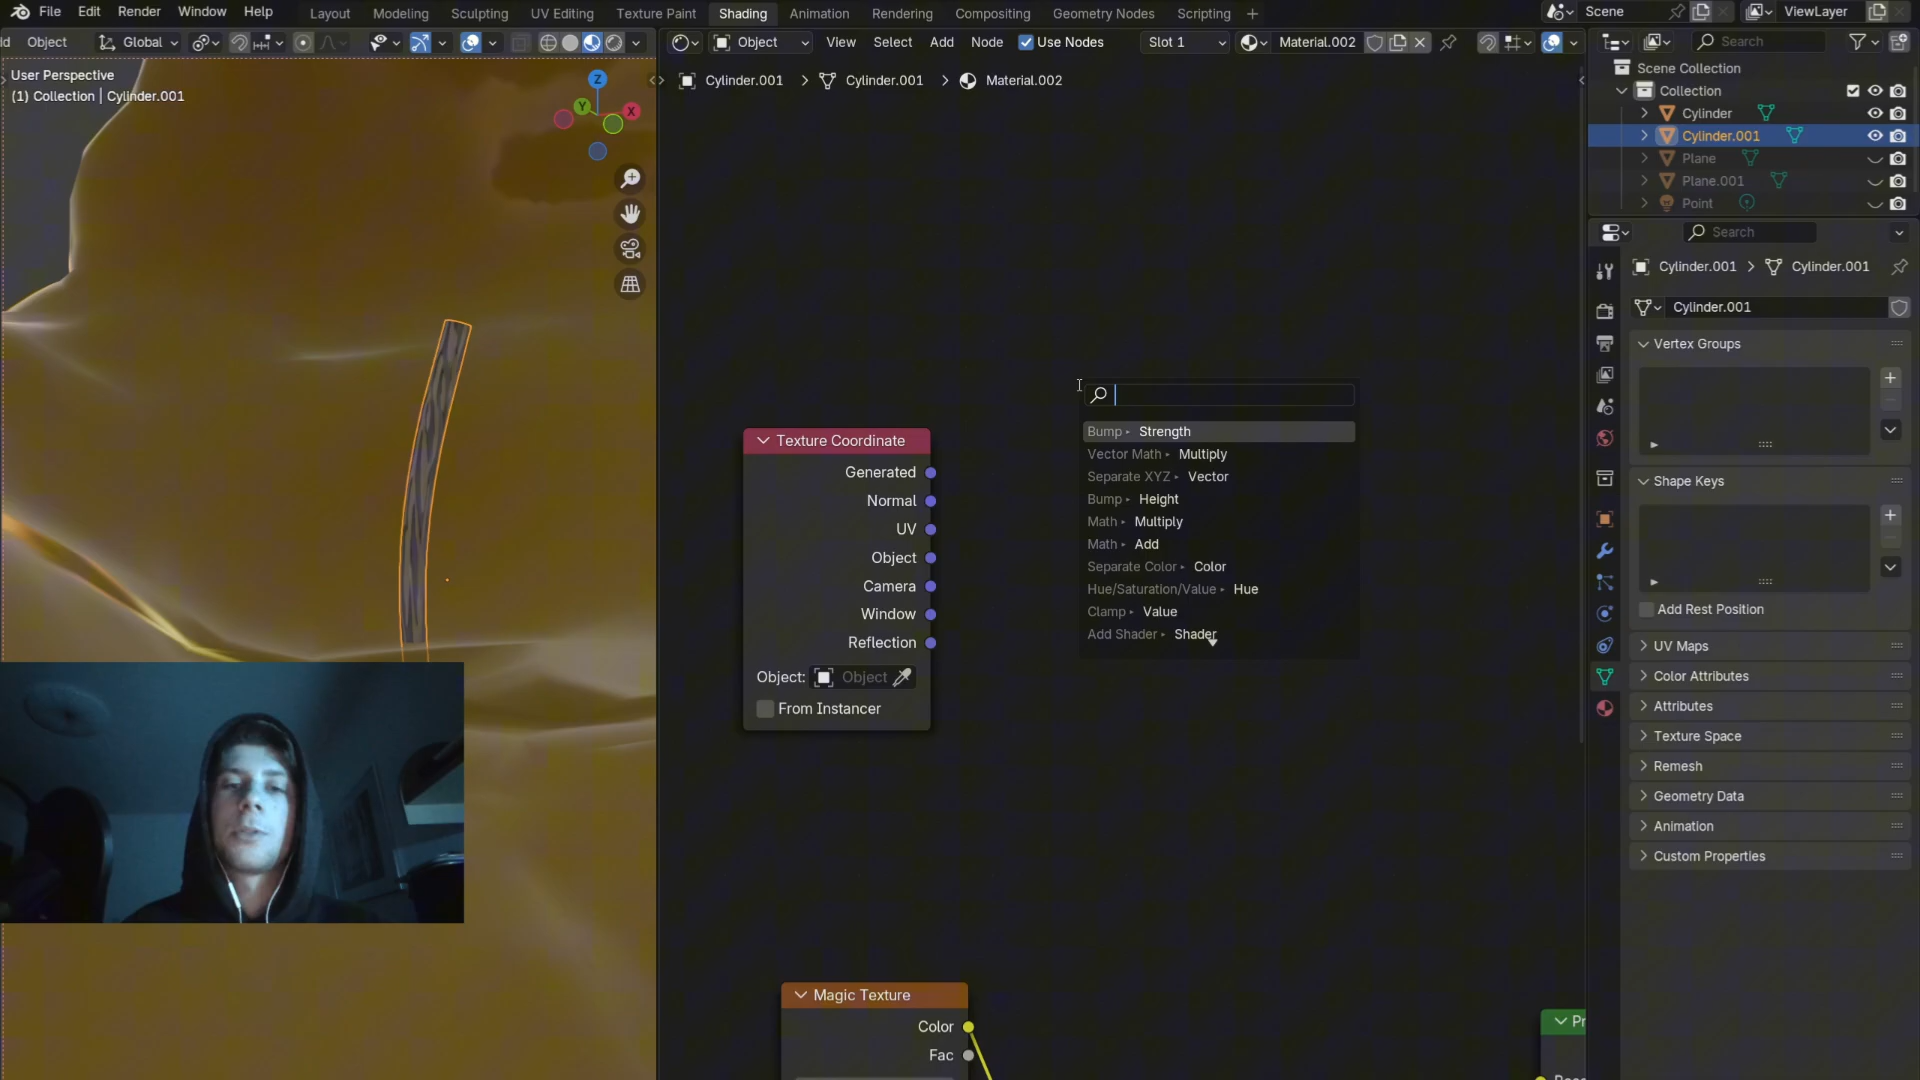 File Edit Render Window Help Layout Modeling Sculpting UV Editing Texture Paint Shading Animation Rendering Compositing Geometry Nodes Scripting + Scene ViewLayer
Object Global Object View Select Add Node Use Nodes Slot 1 Material.002 Search
User Perspective
(1) Collection | Cylinder.001
Z
Y
X
Cylinder.001 > Cylinder.001 > Material.002
Scene Collection
Collection
Cylinder
Cylinder.001
Plane
Plane.001
Point
Search
Cylinder.001 > Cylinder.001
Cylinder.001
Vertex Groups
Shape Keys
Add Rest Position
UV Maps
Color Attributes
Attributes
Texture Space
Remesh
Geometry Data
Animation
Custom Properties
Bump ▸ Strength
Vector Math ▸ Multiply
Separate XYZ ▸ Vector
Bump ▸ Height
Math ▸ Multiply
Math ▸ Add
Separate Color ▸ Color
Hue/Saturation/Value ▸ Hue
Clamp ▸ Value
Add Shader ▸ Shader
Texture Coordinate
Generated
Normal
UV
Object
Camera
Window
Reflection
Object: Object
From Instancer
Magic Texture
Color
Fac
Pr